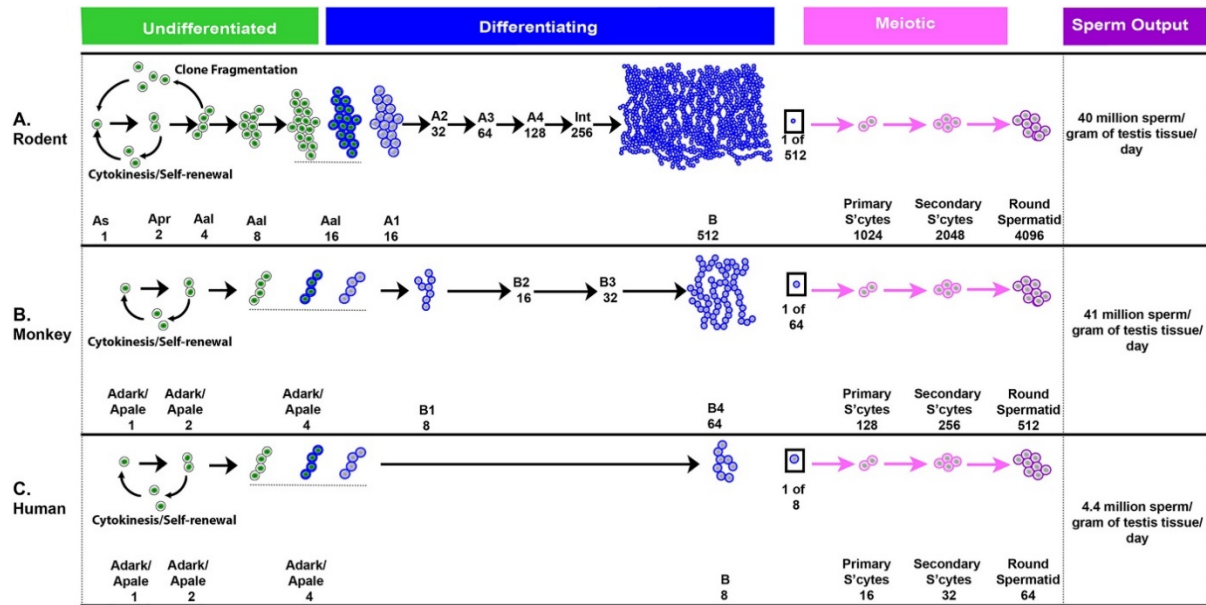 Undifferentiated Differentiating Meiotic Sperm Output
Clone Fragmentation
A.
Rodent
A2
32
A3
64
A4
128
Int
256
1 of
512
40 million sperm/
gram of testis tissue/
day
Cytokinesis/Self-renewal
As
1
Apr
2
Aal
4
Aal
8
Aal
16
A1
16
B
512
Primary
S'cytes
1024
Secondary
S'cytes
2048
Round
Spermatid
4096
B.
Monkey
B2
16
B3
32
1 of
64
41 million sperm/
gram of testis tissue/
day
Cytokinesis/Self-renewal
Adark/
Apale
1
Adark/
Apale
2
Adark/
Apale
4
B1
8
B4
64
Primary
S'cytes
128
Secondary
S'cytes
256
Round
Spermatid
512
C.
Human
1 of
8
4.4 million sperm/
gram of testis tissue/
day
Cytokinesis/Self-renewal
Adark/
Apale
1
Adark/
Apale
2
Adark/
Apale
4
B
8
Primary
S'cytes
16
Secondary
S'cytes
32
Round
Spermatid
64